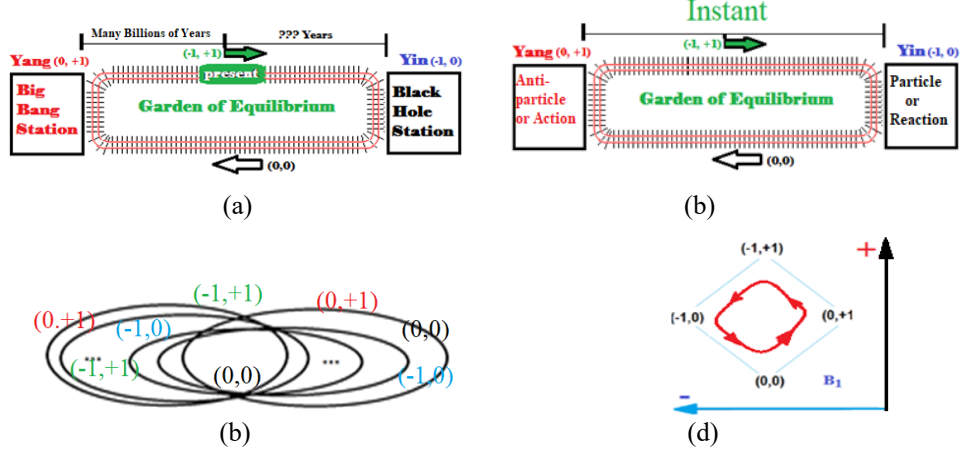 Many Billions of Years
??? Years
(-1, +1)
Yang (0, +1)
Yin (-1, 0)
present
Big
Bang
Station
Garden of Equilibrium
Black
Hole
Station
(0,0)
(a)
Instant
(-1, +1)
Yang (0, +1)
Yin (-1, 0)
Anti-
particle
or Action
Garden of Equilibrium
Particle
or
Reaction
(0,0)
(b)
(-1,+1)
(0,+1)
(0.+1)
(-1,0)
(0,0)
...
...
(-1,+1)
(0,0)
(-1,0)
(b)
(-1,+1)
+
(-1,0)
(0,+1
(0,0)
B1
-
(d)